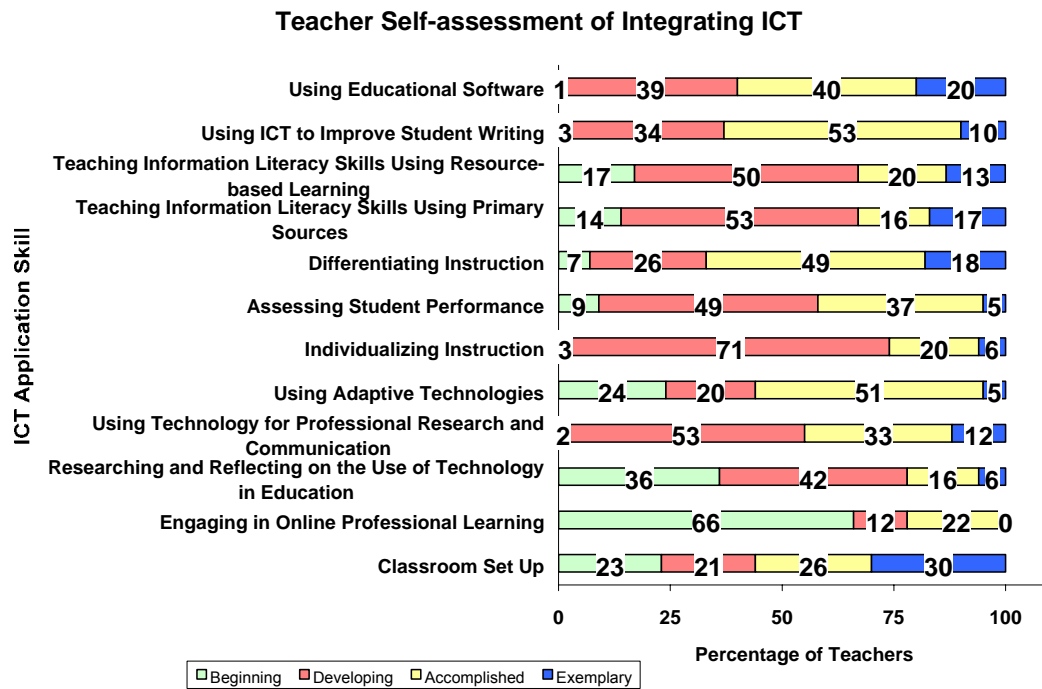 Teacher Self-assessment of Integrating ICT
ICT Application Skill
Using Educational Software
1 39 40 20
Using ICT to Improve Student Writing
3 34 53 10
Teaching Information Literacy Skills Using Resource-
based Learning
17 50 20 13
Teaching Information Literacy Skills Using Primary
Sources
14 53 16 17
Differentiating Instruction
7 26 49 18
Assessing Student Performance
9 49 37 5
Individualizing Instruction
3 71 20 6
Using Adaptive Technologies
24 20 51 5
Using Technology for Professional Research and
Communication
2 53 33 12
Researching and Reflecting on the Use of Technology
in Education
36 42 16 6
Engaging in Online Professional Learning
66 12 22 0
Classroom Set Up
23 21 26 30
0 25 50 75 100
Percentage of Teachers
Beginning Developing Accomplished Exemplary